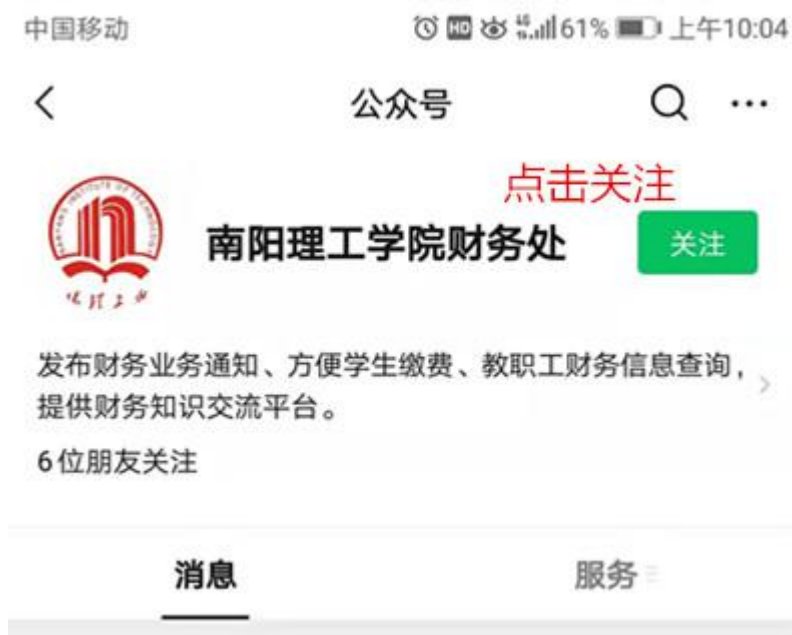 中国移动 HD 4G 61% 上午10:04
公众号
点击关注
南阳理工学院财务处 关注
发布财务业务通知、方便学生缴费、教职工财务信息查询，
提供财务知识交流平台。
6位朋友关注
消息 服务